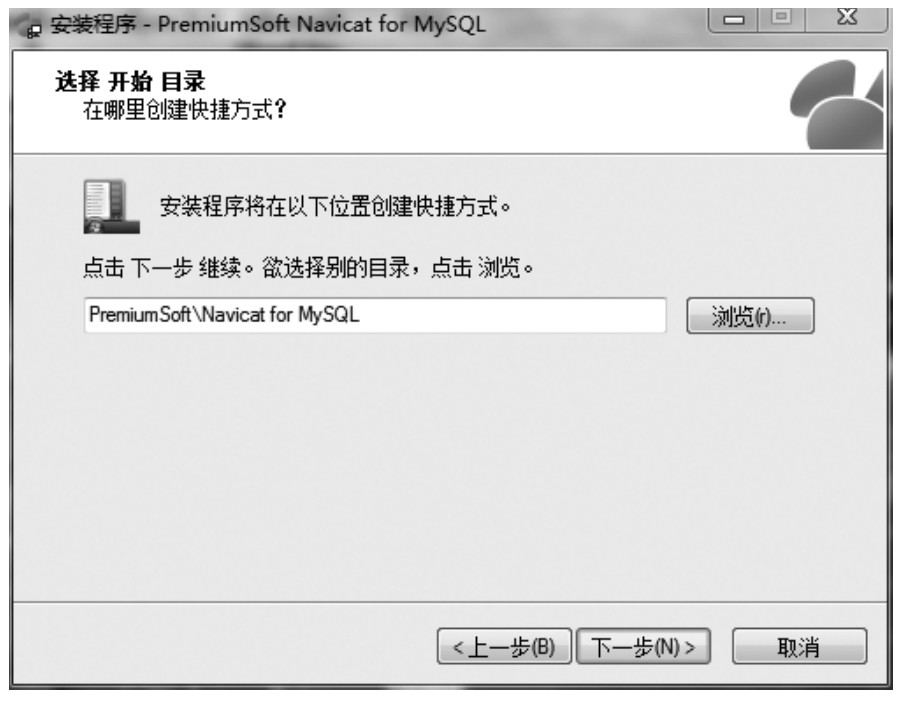 安装程序 - PremiumSoft Navicat for MySQL
选择 开始 目录
在哪里创建快捷方式?
安装程序将在以下位置创建快捷方式。
点击 下一步 继续。欲选择别的目录，点击 浏览。
PremiumSoft\Navicat for MySQL
浏览(r)...
<上一步(B)
下一步(N)>
取消